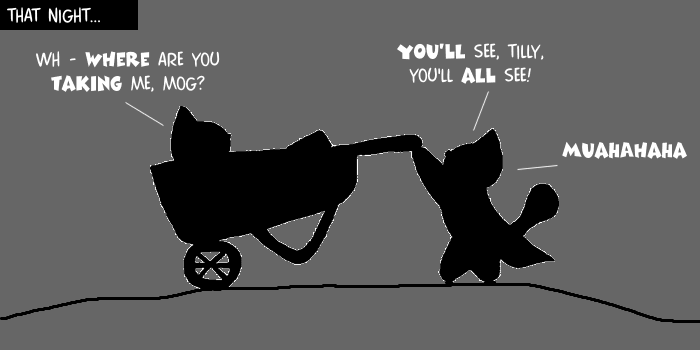 THAT NIGHT...
WH - WHERE ARE YOU
TAKING ME, MOG?
YOU'LL SEE, TILLY,
YOU'LL ALL SEE!
MUAHAHAHA